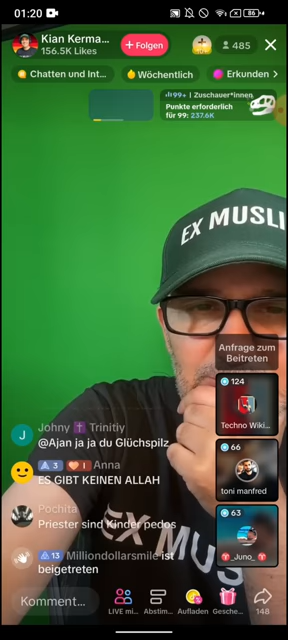 01:20
86
Kian Kerma...
156.5K Likes
+ Folgen
485
Chatten und Int...
Wöchentlich
Erkunden >
99+ | Zuschauer*innen
Punkte erforderlich
für 99: 237.6K
EX MUSLI
Anfrage zum
Beitreten
124
Techno Wiki...
Johny ✝️ Trinitiy
@Ajan ja ja du Glüchspilz
66
toni manfred
3 1 Anna
ES GIBT KEINEN ALLAH
Pochita
Priester sind Kinder pedos
63
♈ _Juno_ ♈
EX MUS
13 Milliondollarsmile ist
beigetreten
Komment...
LIVE mi...
Abstim...
Aufladen
Gesche...
148